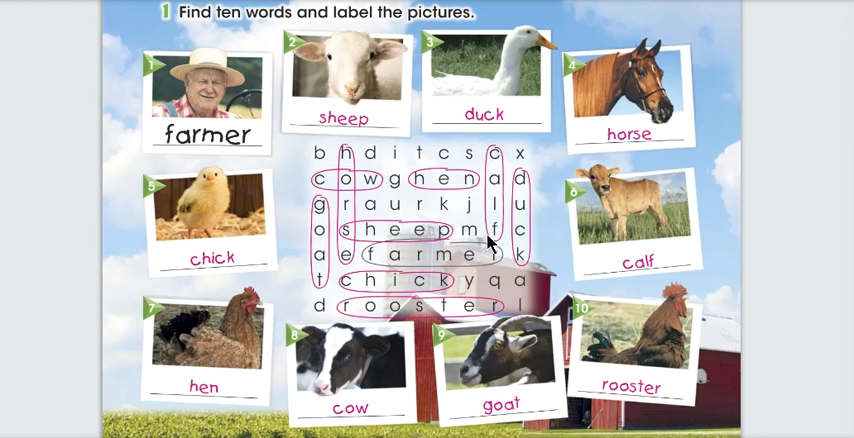 1 Find ten words and label the pictures.
1
farmer
2
sheep
3
duck
4
horse
5
chick
6
calf
b h d i t c s c x
c o w g h e n a d
g r a u r k j l u
o s h e e p m f c
a e f a r m e r k
t c h i c k y q a
d r o o s t e r l
7
hen
8
cow
9
goat
10
rooster